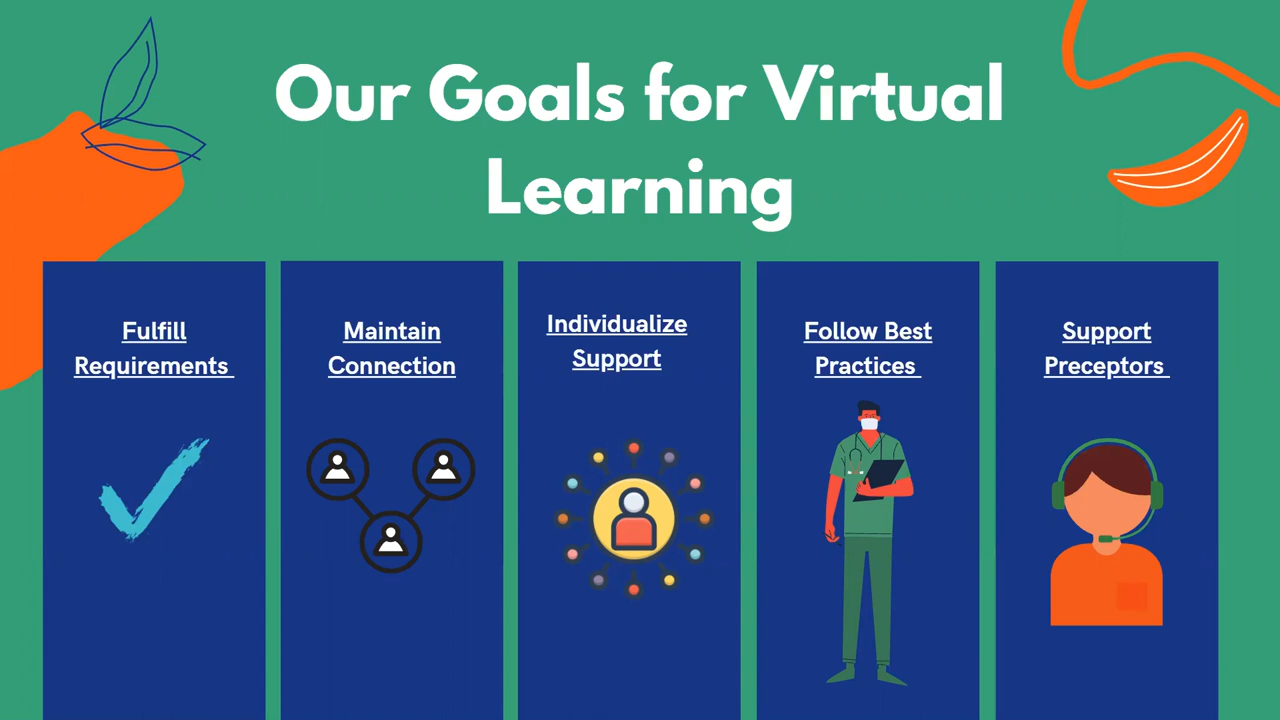 Our Goals for Virtual
Learning
Fulfill
Requirements
Maintain
Connection
Individualize
Support
Follow Best
Practices
Support
Preceptors